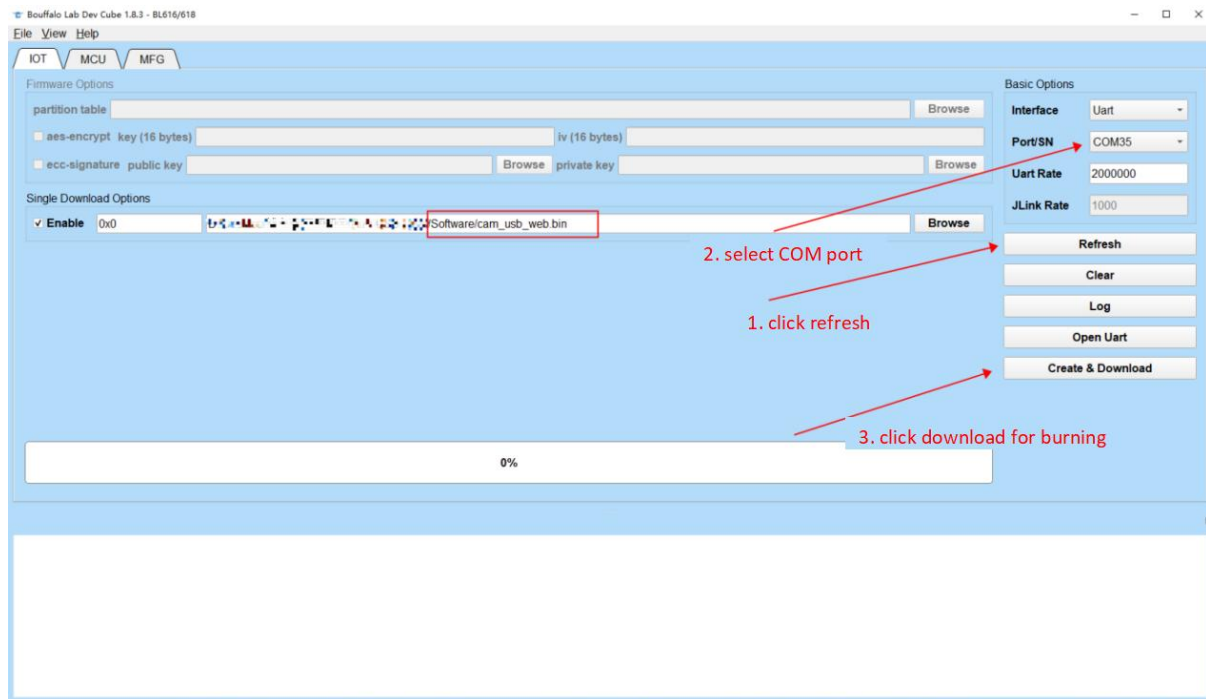 Bouffalo Lab Dev Cube 1.8.3 - BL616/618
File View Help
IOT MCU MFG
Firmware Options
partition table Browse
aes-encrypt key (16 bytes) iv (16 bytes)
ecc-signature public key Browse private key Browse
Single Download Options
Enable 0x0 /Software/cam_usb_web.bin Browse
Basic Options
Interface Uart
Port/SN COM35
Uart Rate 2000000
JLink Rate 1000
Refresh
Clear
Log
Open Uart
Create & Download
2. select COM port
1. click refresh
3. click download for burning
0%